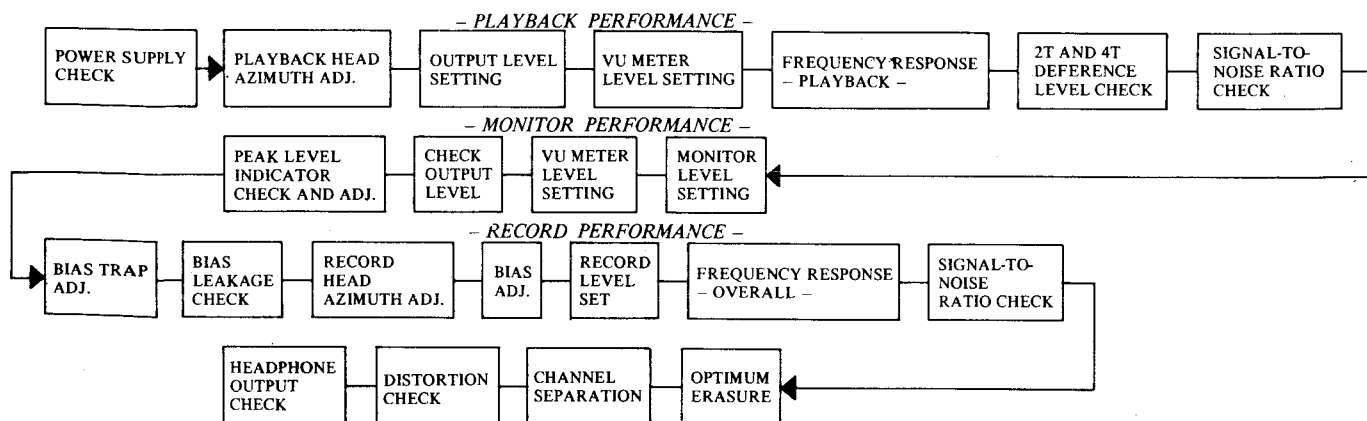 – PLAYBACK PERFORMANCE –
POWER SUPPLY
CHECK
PLAYBACK HEAD
AZIMUTH ADJ.
OUTPUT LEVEL
SETTING
VU METER
LEVEL SETTING
FREQUENCY RESPONSE
– PLAYBACK –
2T AND 4T
DEFERENCE
LEVEL CHECK
SIGNAL-TO-
NOISE RATIO
CHECK
– MONITOR PERFORMANCE –
MONITOR
LEVEL
SETTING
VU METER
LEVEL
SETTING
CHECK
OUTPUT
LEVEL
PEAK LEVEL
INDICATOR
CHECK AND ADJ.
– RECORD PERFORMANCE –
BIAS TRAP
ADJ.
BIAS
LEAKAGE
CHECK
RECORD
HEAD
AZIMUTH ADJ.
BIAS
ADJ.
RECORD
LEVEL
SET
FREQUENCY RESPONSE
– OVERALL –
SIGNAL-TO-
NOISE
RATIO CHECK
OPTIMUM
ERASURE
CHANNEL
SEPARATION
DISTORTION
CHECK
HEADPHONE
OUTPUT
CHECK